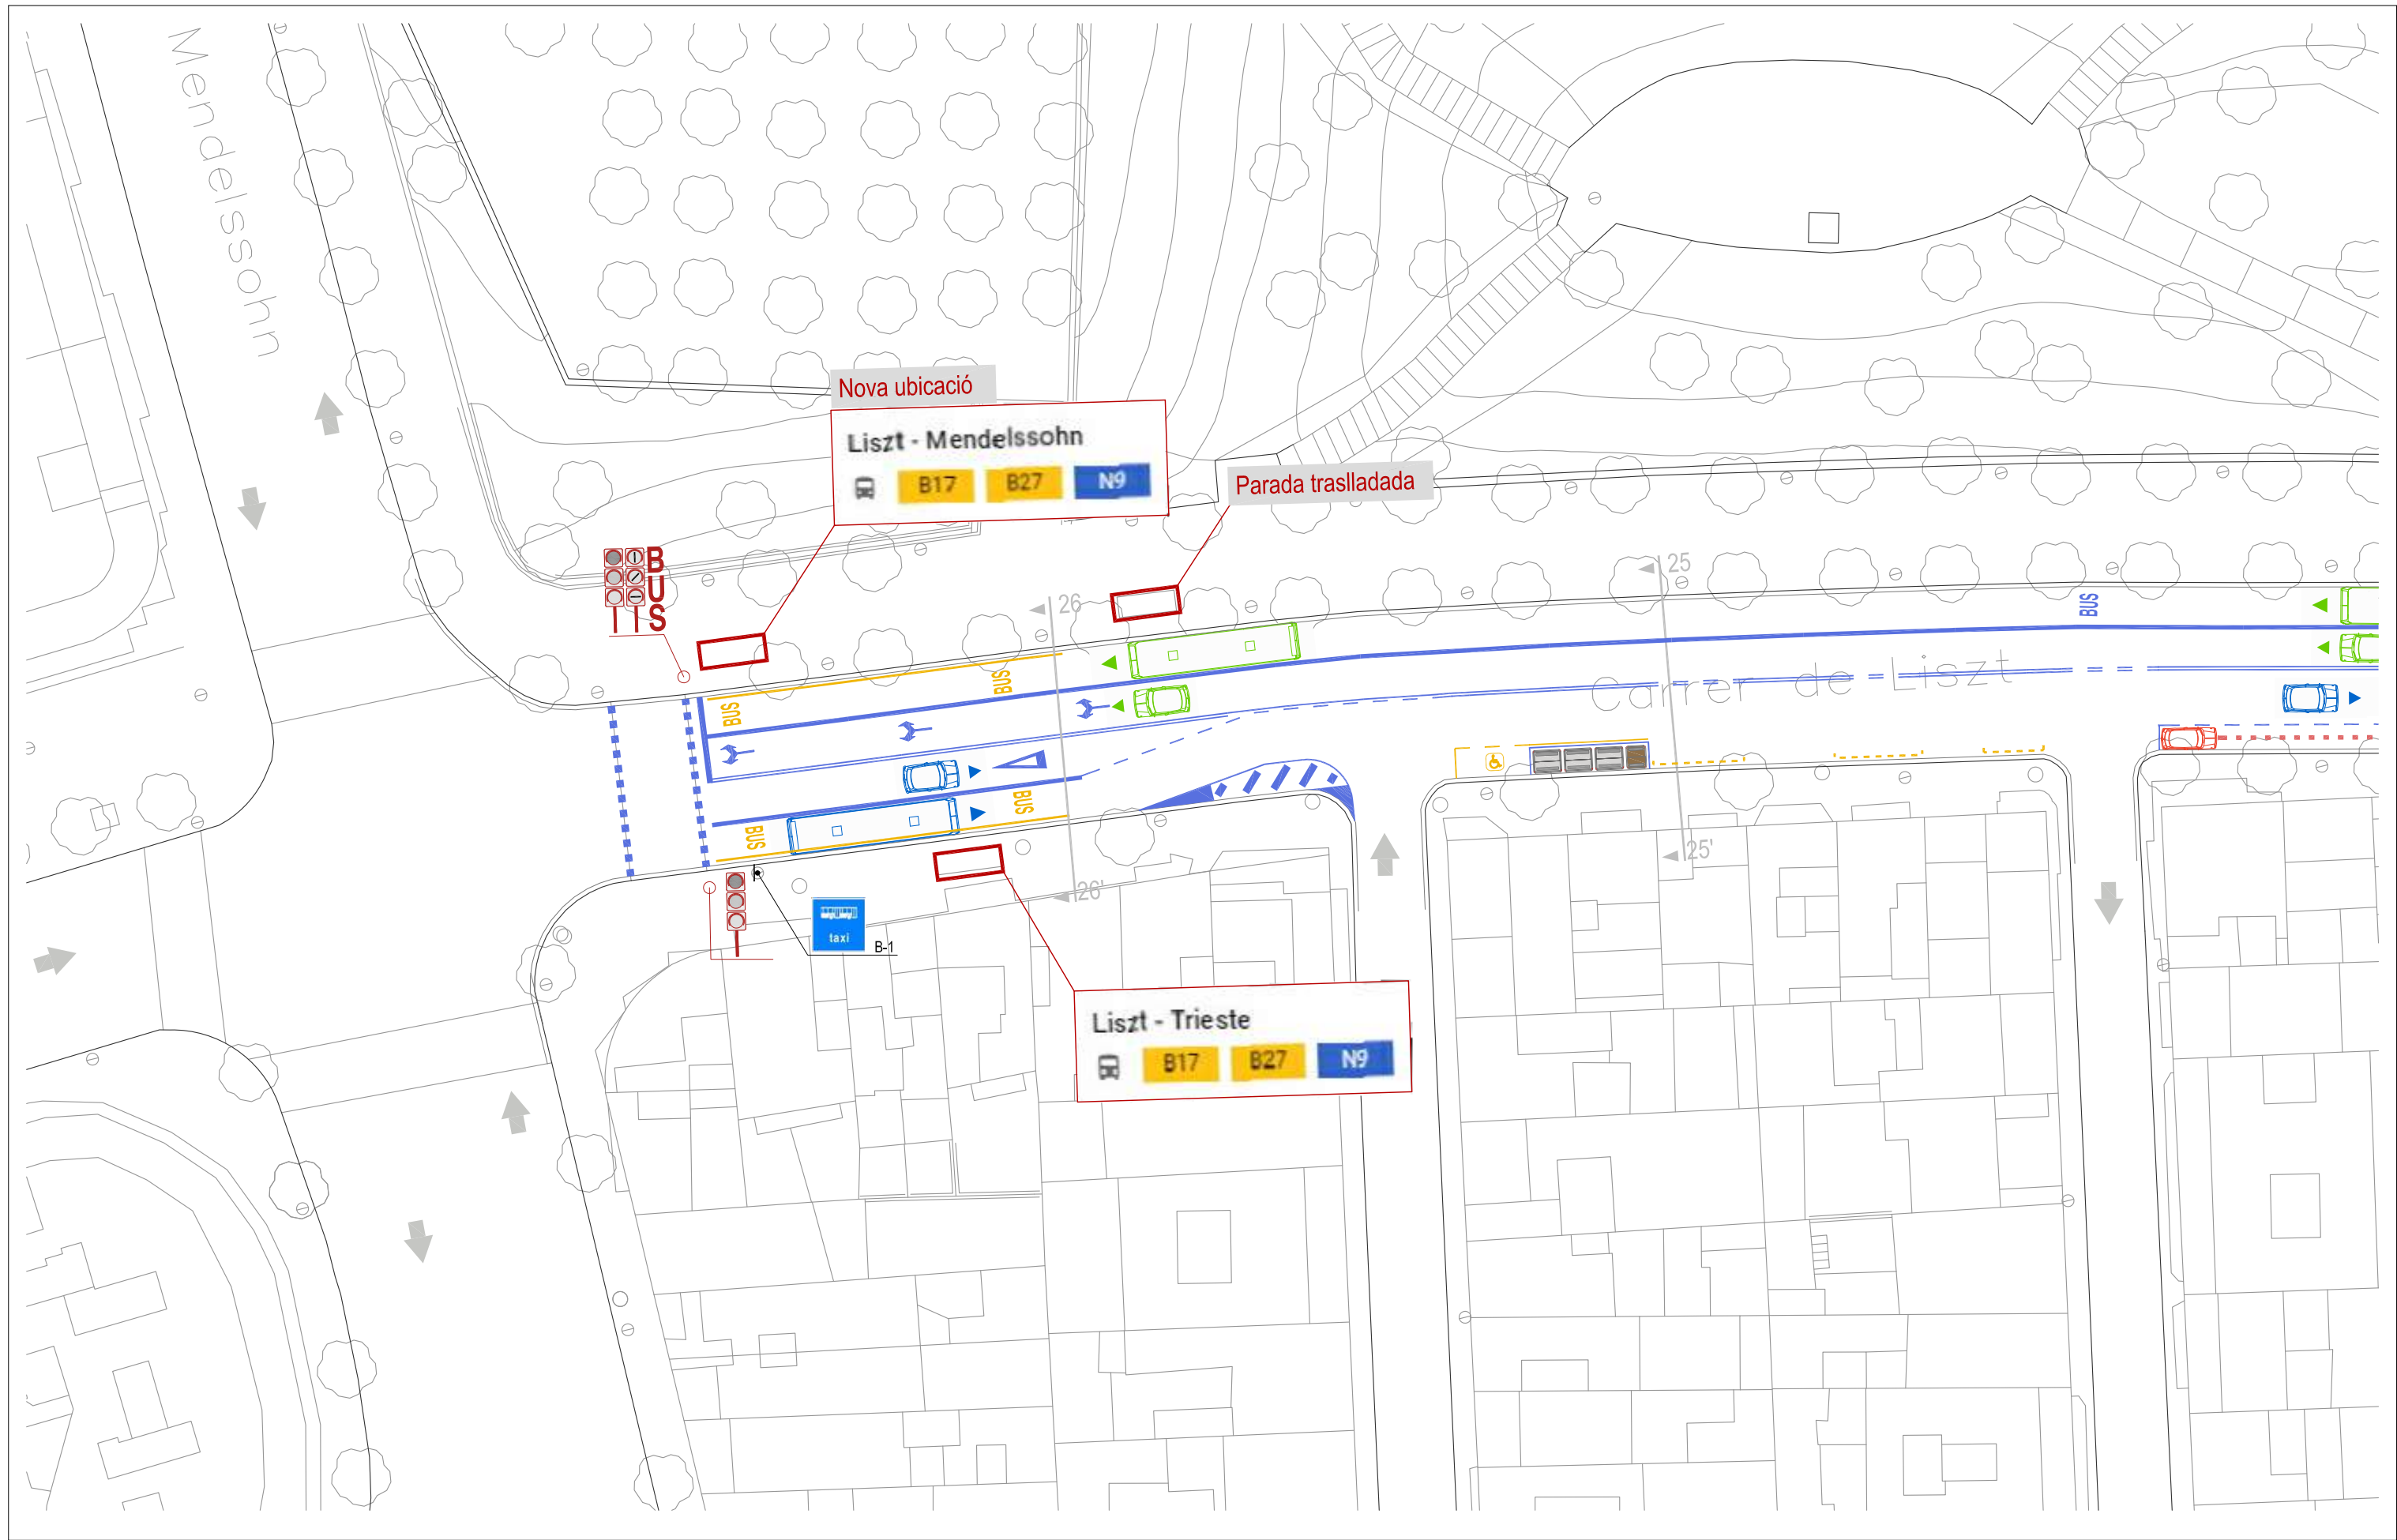 Mendelssohn
Nova ubicació
Liszt - Mendelssohn
B17 B27 N9
Parada traslladada
BUS
25
26
BUS
BUS
BUS
Carrer de Liszt
BUS
BUS
25'
26'
taxi
B-1
Liszt - Trieste
B17 B27 N9